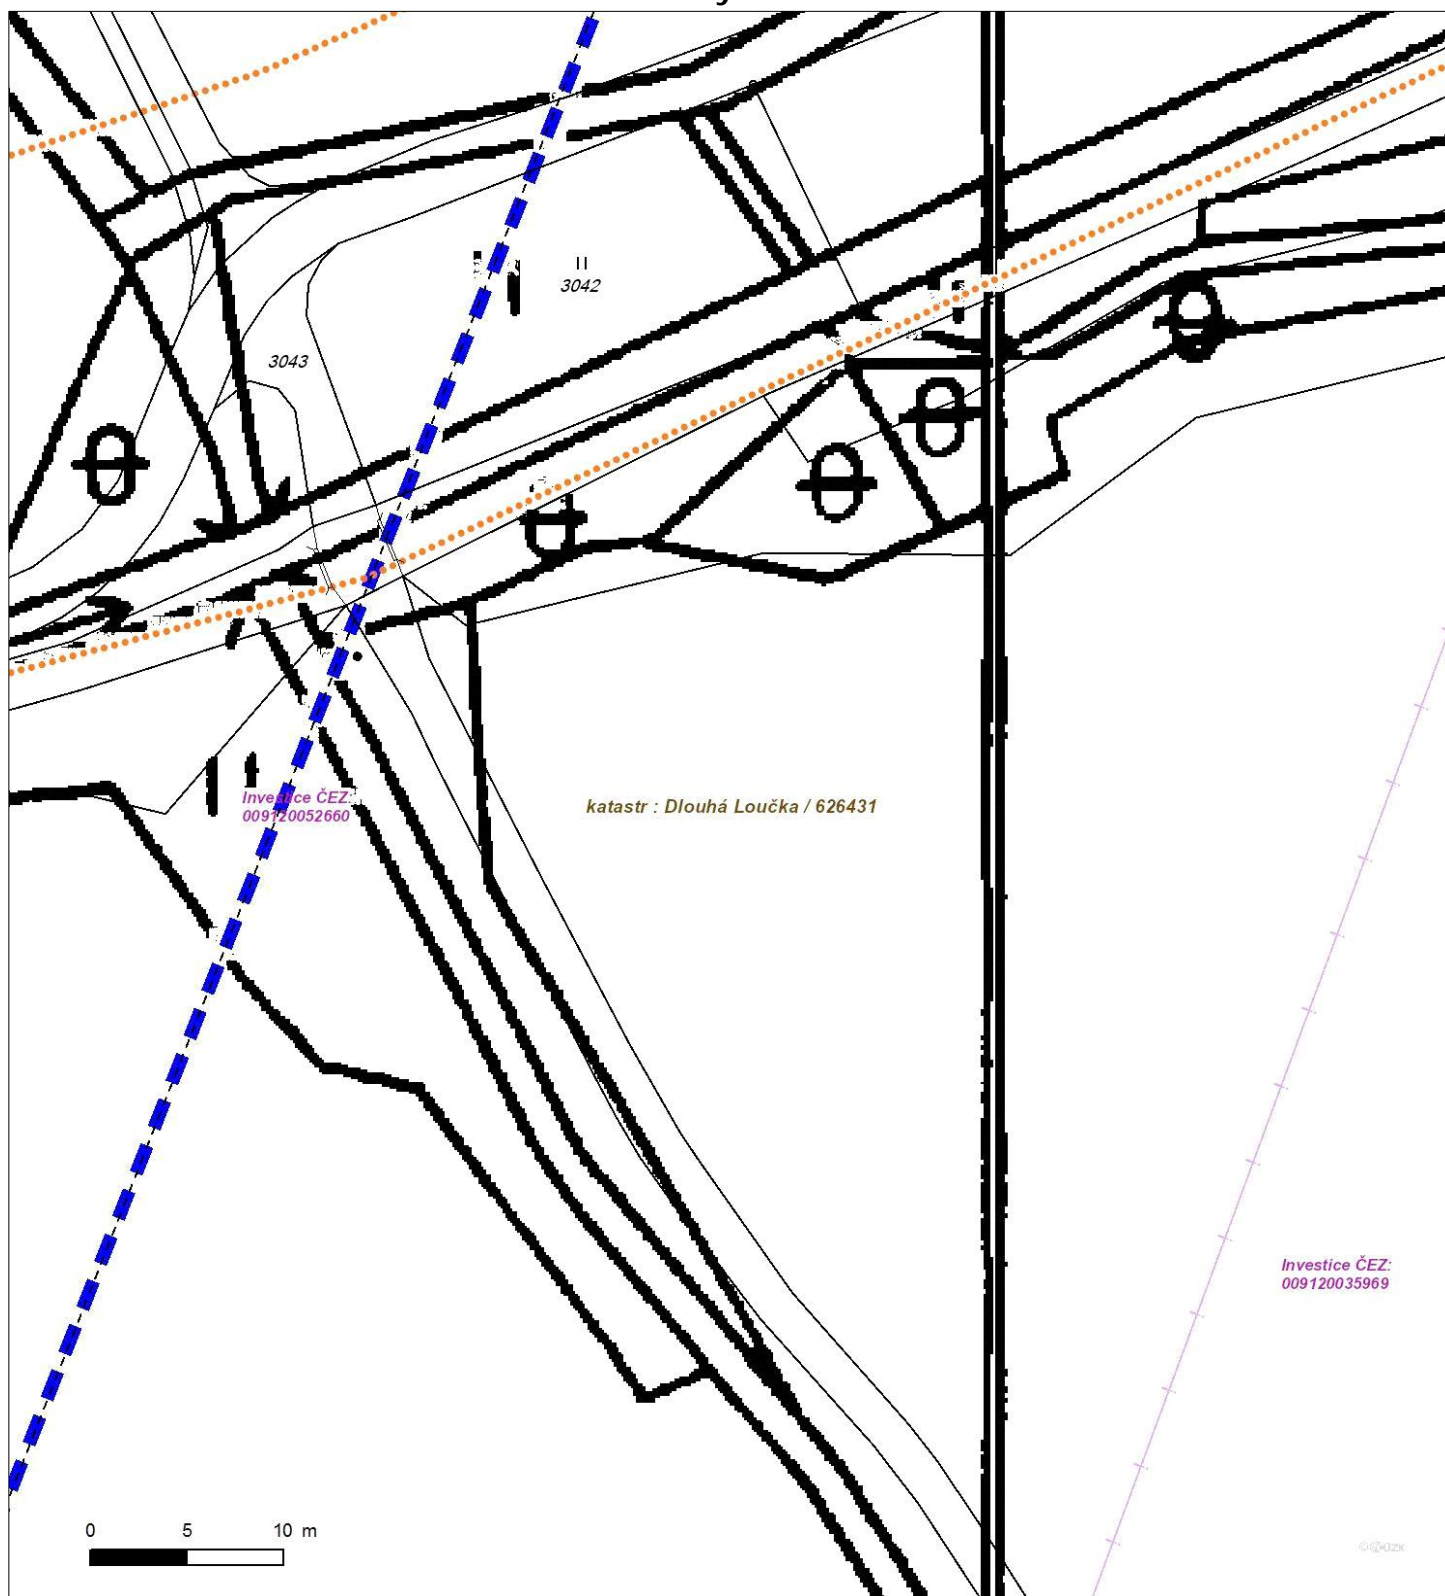 II
3042
3043
Investice ČEZ:
009120052660
katastr : Dlouhá Loučka / 626431
Investice ČEZ:
009120035969
0 5 10 m